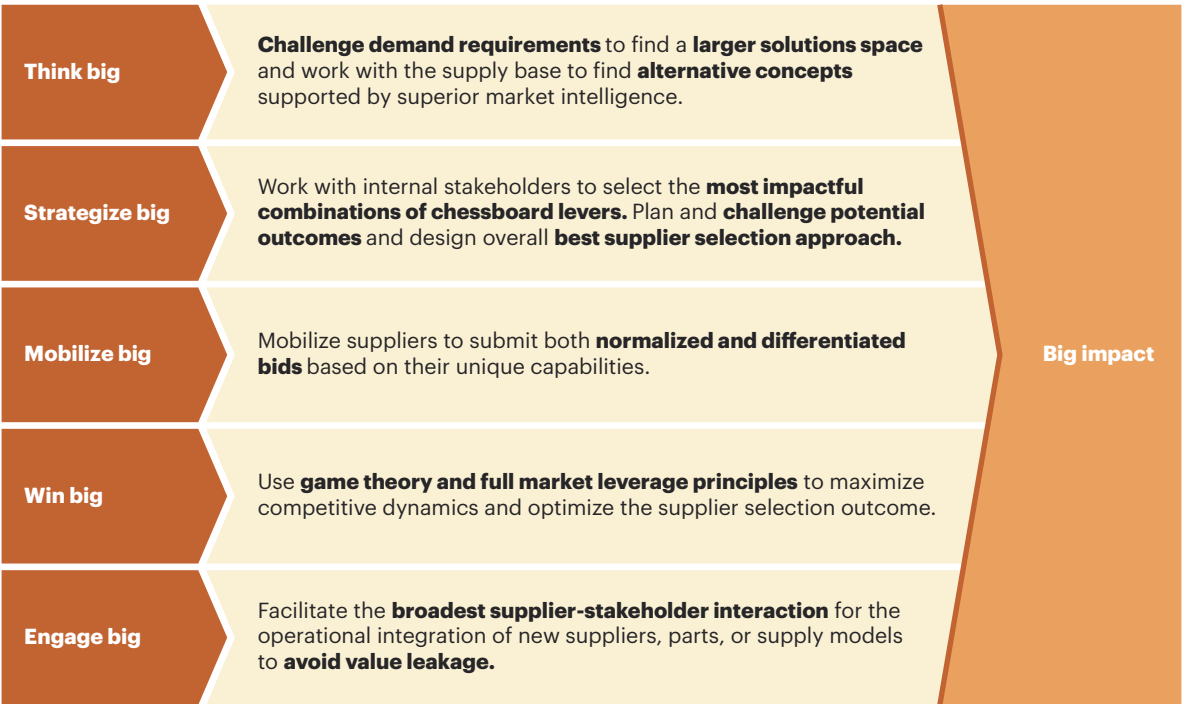 Think big
Challenge demand requirements to find a larger solutions space
and work with the supply base to find alternative concepts
supported by superior market intelligence.
Strategize big
Work with internal stakeholders to select the most impactful
combinations of chessboard levers. Plan and challenge potential
outcomes and design overall best supplier selection approach.
Mobilize big
Mobilize suppliers to submit both normalized and differentiated
bids based on their unique capabilities.
Win big
Use game theory and full market leverage principles to maximize
competitive dynamics and optimize the supplier selection outcome.
Engage big
Facilitate the broadest supplier-stakeholder interaction for the
operational integration of new suppliers, parts, or supply models
to avoid value leakage.
Big impact